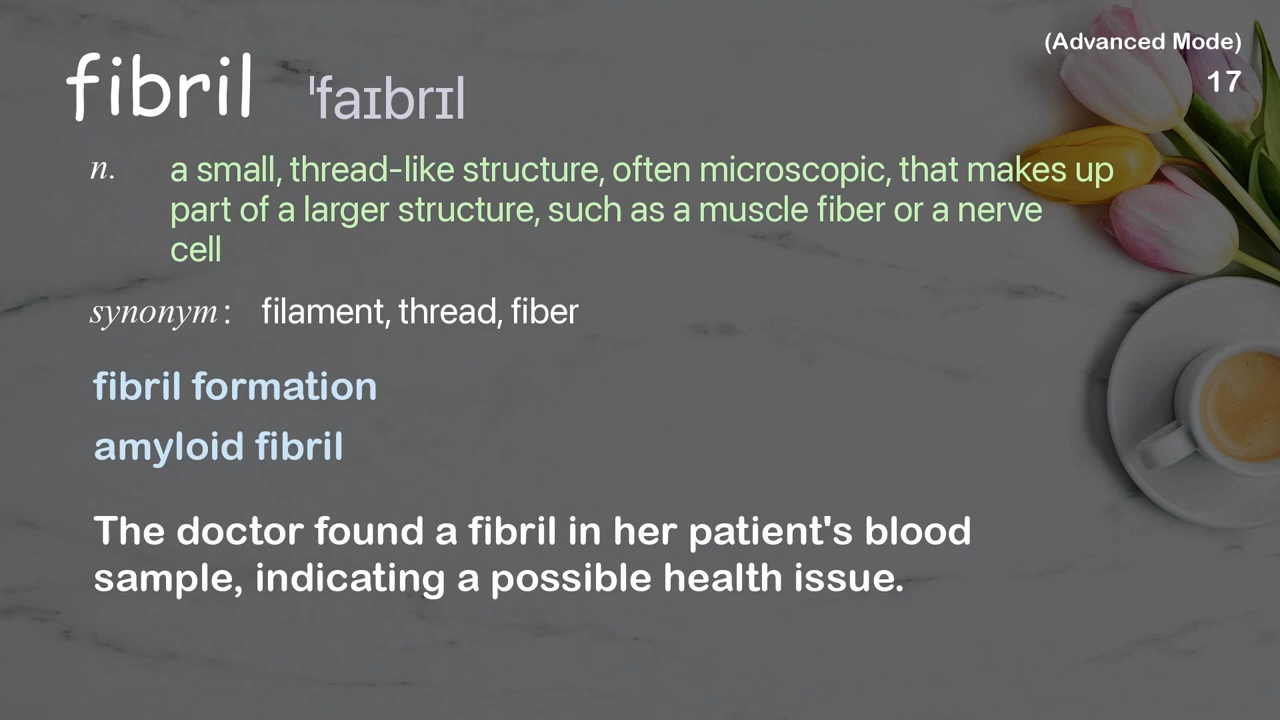 (Advanced Mode)
17
fibril ˈfaɪbrɪl
n. a small, thread-like structure, often microscopic, that makes up
part of a larger structure, such as a muscle fiber or a nerve
cell
synonym: filament, thread, fiber
fibril formation
amyloid fibril
The doctor found a fibril in her patient's blood
sample, indicating a possible health issue.